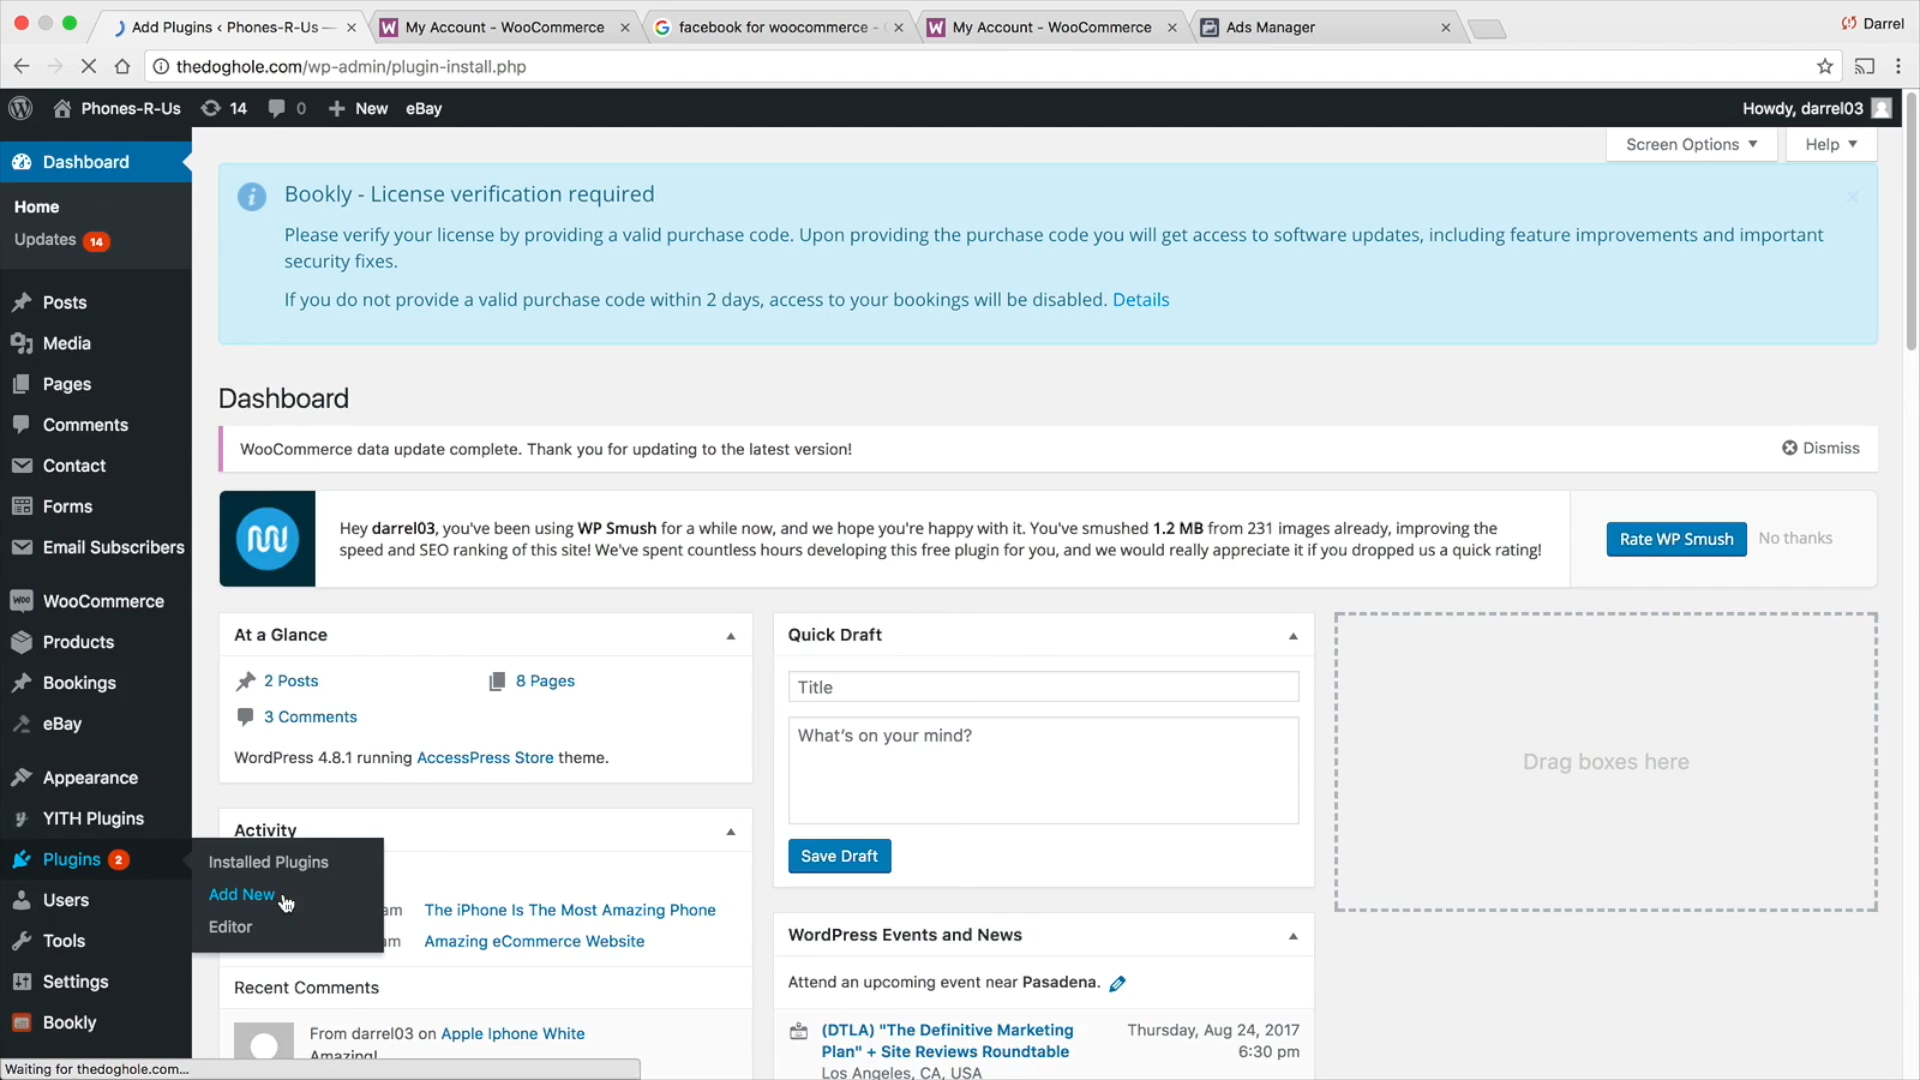 Add Plugins ‹ Phones-R-Us —
My Account - WooCommerce
facebook for woocommerce -
My Account - WooCommerce
Ads Manager
Darrel
thedoghole.com/wp-admin/plugin-install.php
Phones-R-Us
14
0
New
eBay
Howdy, darrel03
Dashboard
Home
Updates 14
Posts
Media
Pages
Comments
Contact
Forms
Email Subscribers
WooCommerce
Products
Bookings
eBay
Appearance
YITH Plugins
Plugins 2
Users
Tools
Settings
Bookly
Installed Plugins
Add New
Editor
Screen Options
Help
Bookly - License verification required
Please verify your license by providing a valid purchase code. Upon providing the purchase code you will get access to software updates, including feature improvements and important
security fixes.
If you do not provide a valid purchase code within 2 days, access to your bookings will be disabled. Details
Dashboard
WooCommerce data update complete. Thank you for updating to the latest version!
Dismiss
Hey darrel03, you've been using WP Smush for a while now, and we hope you're happy with it. You've smushed 1.2 MB from 231 images already, improving the
speed and SEO ranking of this site! We've spent countless hours developing this free plugin for you, and we would really appreciate it if you dropped us a quick rating!
Rate WP Smush
No thanks
At a Glance
2 Posts
8 Pages
3 Comments
WordPress 4.8.1 running AccessPress Store theme.
Activity
am
The iPhone Is The Most Amazing Phone
am
Amazing eCommerce Website
Recent Comments
From darrel03 on Apple Iphone White
Amazing!
Quick Draft
Title
What's on your mind?
Save Draft
WordPress Events and News
Attend an upcoming event near Pasadena.
(DTLA) "The Definitive Marketing
Plan" + Site Reviews Roundtable
Los Angeles, CA, USA
Thursday, Aug 24, 2017
6:30 pm
Drag boxes here
Waiting for thedoghole.com...